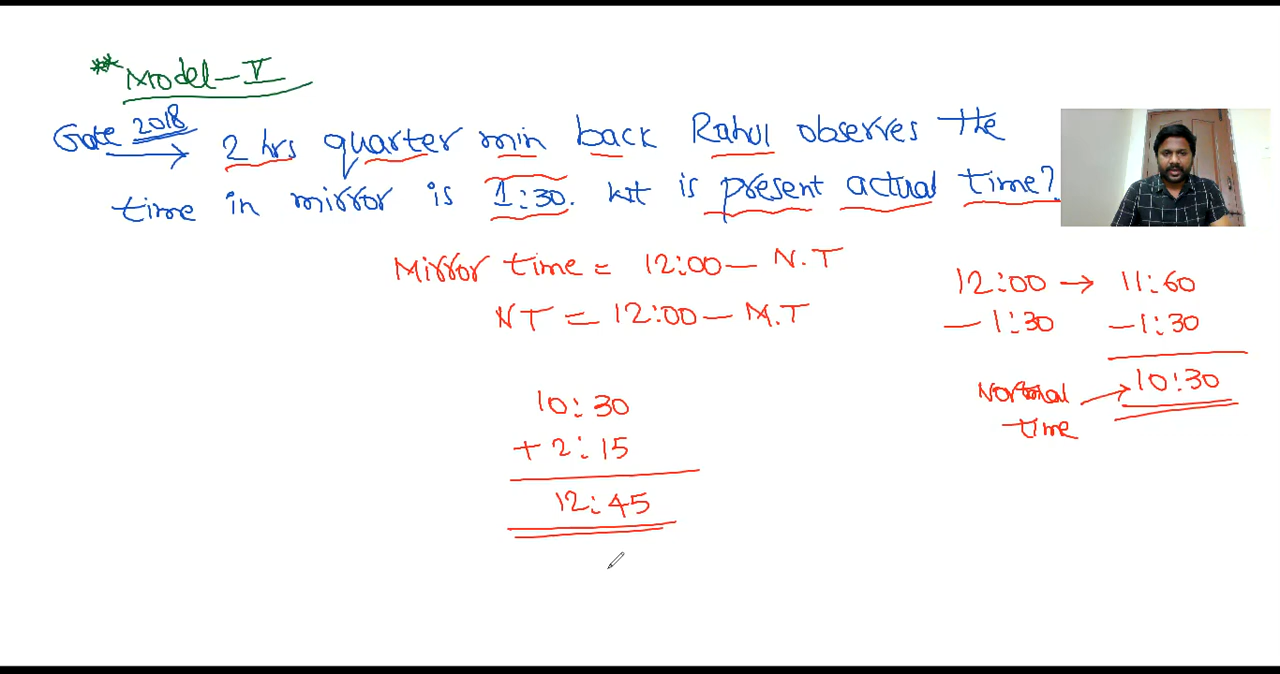 ** Model-V
Gate 2018 → 2 hrs quarter min back Rahul observes the
time in mirror is 1:30. wt is present actual time?
Mirror time = 12:00 - N.T
NT = 12:00 - M.T
12:00 → 11:60
- 1:30 - 1:30
10:30
Normal time →
10:30
+ 2:15
12:45